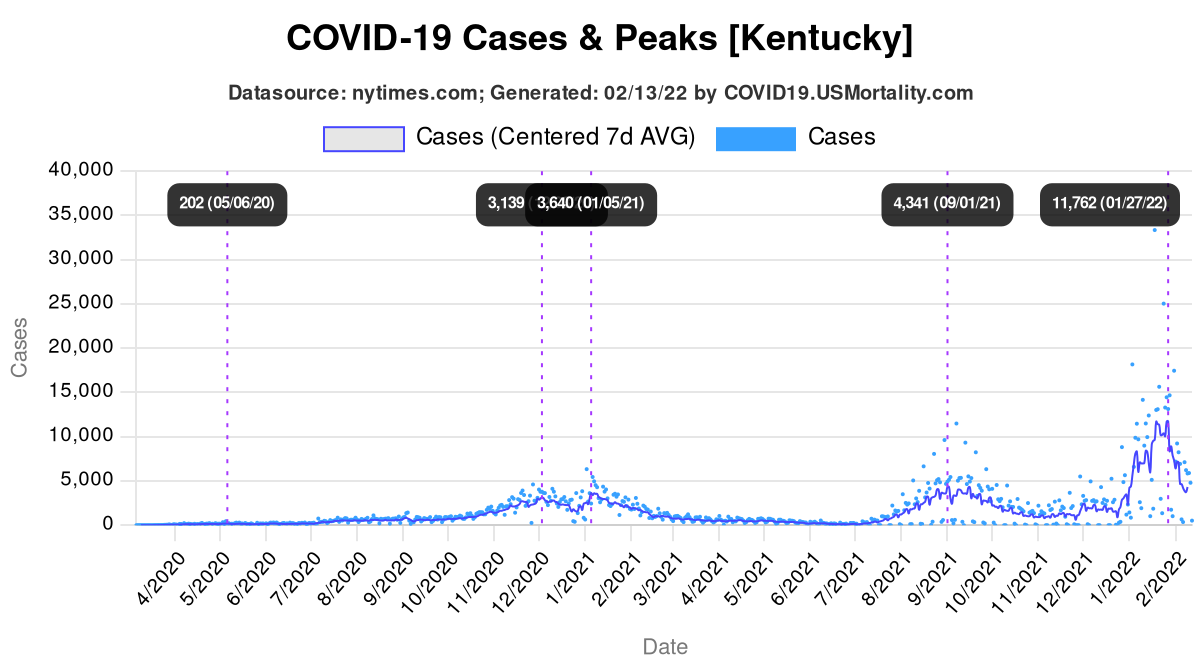 COVID-19 Cases & Peaks [Kentucky]
Datasource: nytimes.com; Generated: 02/13/22 by COVID19.USMortality.com
Cases (Centered 7d AVG) Cases
40,000
202 (05/06/20) 3,139 3,640 (01/05/21) 4,341 (09/01/21) 11,762 (01/27/22)
35,000
30,000
25,000
20,000
15,000
10,000
5,000
0
Cases
4/2020 5/2020 6/2020 7/2020 8/2020 9/2020 10/2020 11/2020 12/2020 1/2021 2/2021 3/2021 4/2021 5/2021 6/2021 7/2021 8/2021 9/2021 10/2021 11/2021 12/2021 1/2022 2/2022
Date